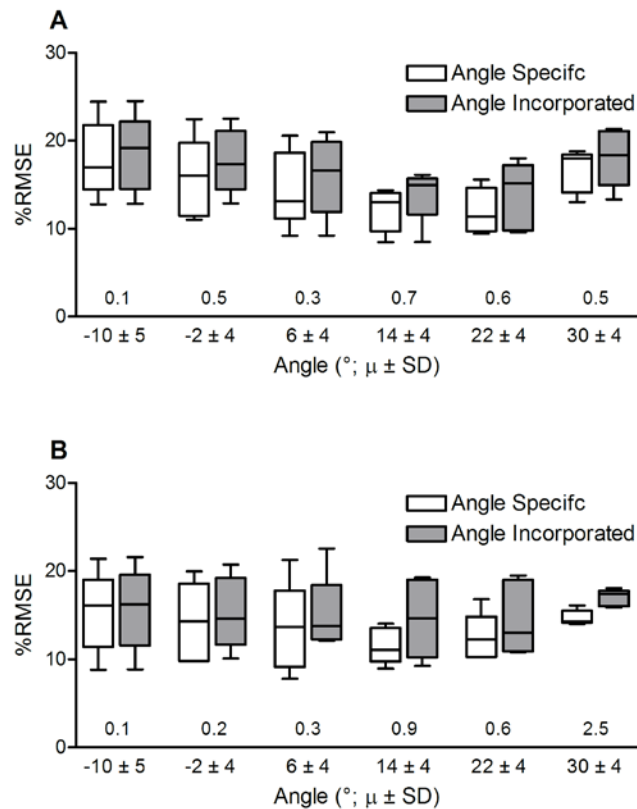 A
30
Angle Specifc
Angle Incorporated
20
%RMSE
10
0.1 0.5 0.3 0.7 0.6 0.5
0
-10 ± 5 -2 ± 4 6 ± 4 14 ± 4 22 ± 4 30 ± 4
Angle (°; μ ± SD)
B
30
Angle Specifc
Angle Incorporated
20
%RMSE
10
0.1 0.2 0.3 0.9 0.6 2.5
0
-10 ± 5 -2 ± 4 6 ± 4 14 ± 4 22 ± 4 30 ± 4
Angle (°; μ ± SD)